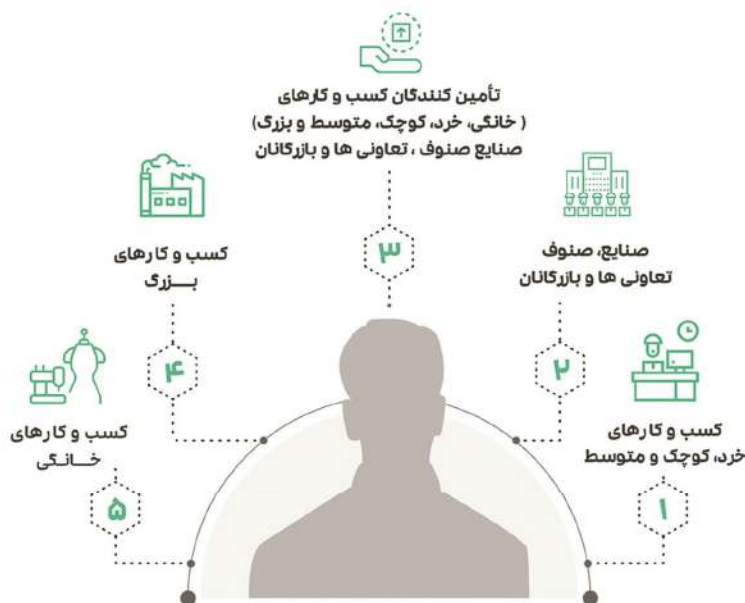 تأمین کنندگان کسب و کارهای
( خانگی، خرد، کوچک، متوسط و بزرگ)
صنایع صنوف ، تعاونی ها و بازرگانان
۳
صنایع، صنوف
تعاونی ها و بازرگانان
۲
کسب و کارهای
بـــزرگ
۴
کسب و کارهای
خرد، کوچک و متوسط
۱
کسب و کارهای
خـــانـگی
۵